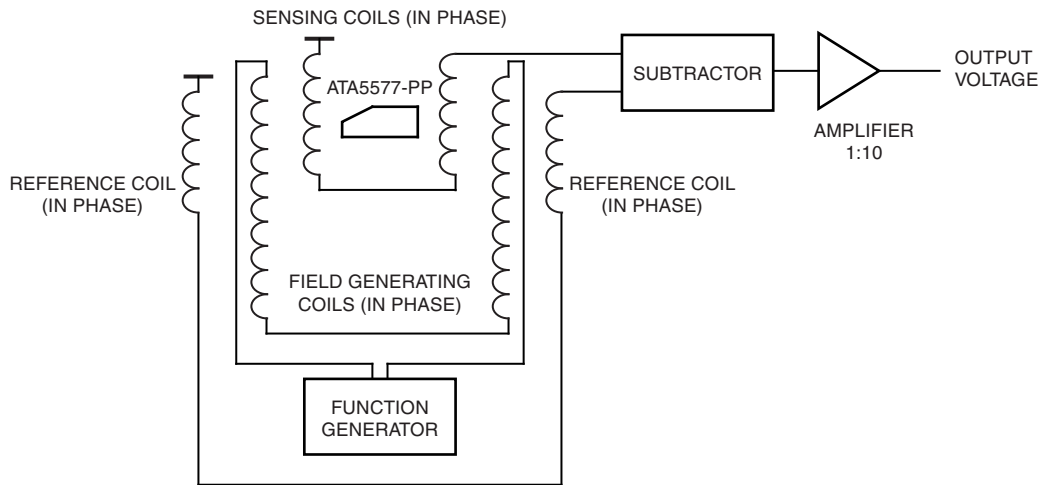 SENSING COILS (IN PHASE)
ATA5577-PP
SUBTRACTOR
OUTPUT
VOLTAGE
AMPLIFIER
1:10
REFERENCE COIL
(IN PHASE)
REFERENCE COIL
(IN PHASE)
FIELD GENERATING
COILS (IN PHASE)
FUNCTION
GENERATOR